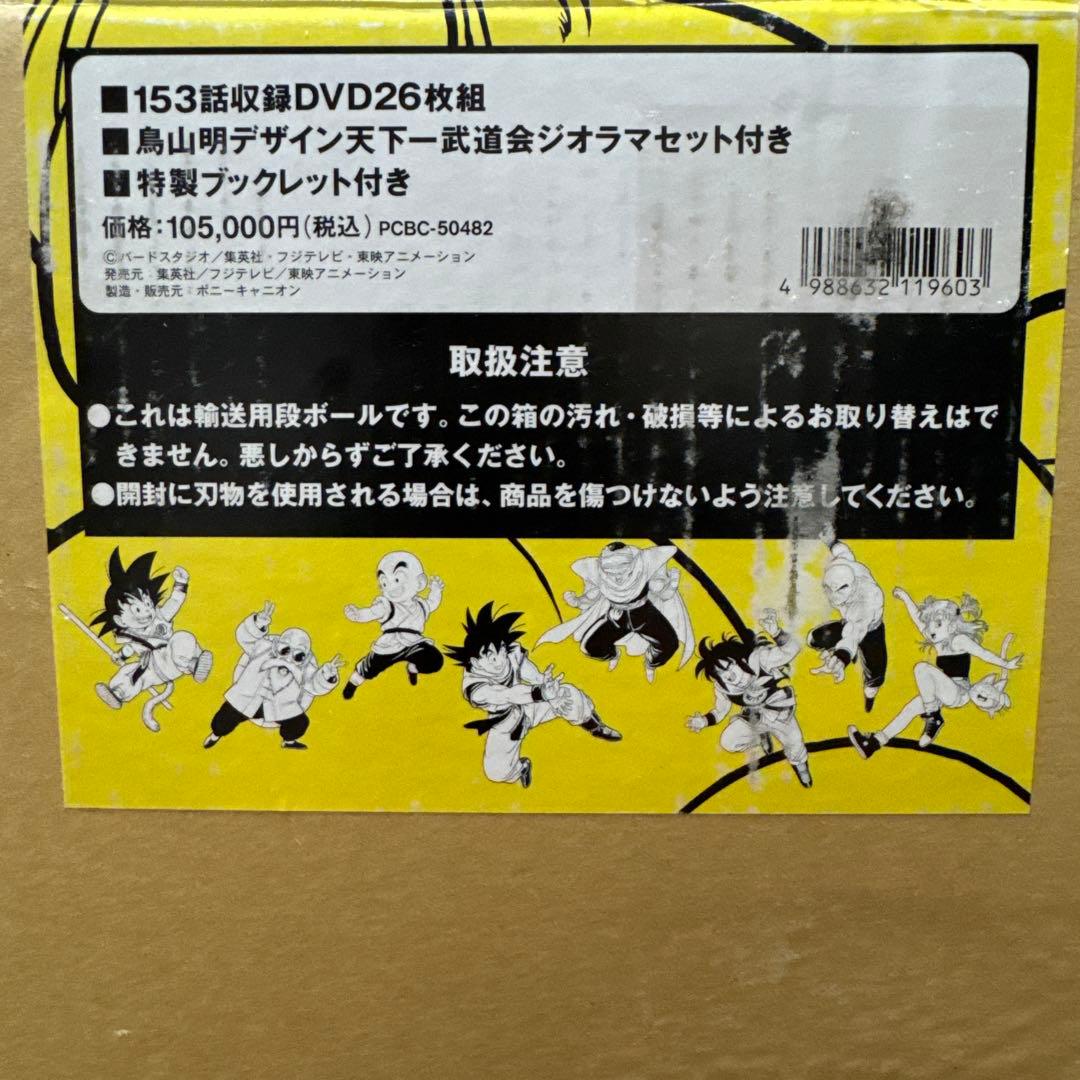 ■153話収録DVD26枚組
■鳥山明デザイン天下一武道会ジオラマセット付き
■特製ブックレット付き
価格:105,000円(税込) PCBC-50482
Ⓒバードスタジオ/集英社・フジテレビ・東映アニメーション
発売元:集英社/フジテレビ/東映アニメーション
製造・販売元:ポニーキャニオン
4 988632 119603
取扱注意
●これは輸送用段ボールです。この箱の汚れ・破損等によるお取り替えはで
きません。悪しからずご了承ください。
●開封に刃物を使用される場合は、商品を傷つけないよう注意してください。